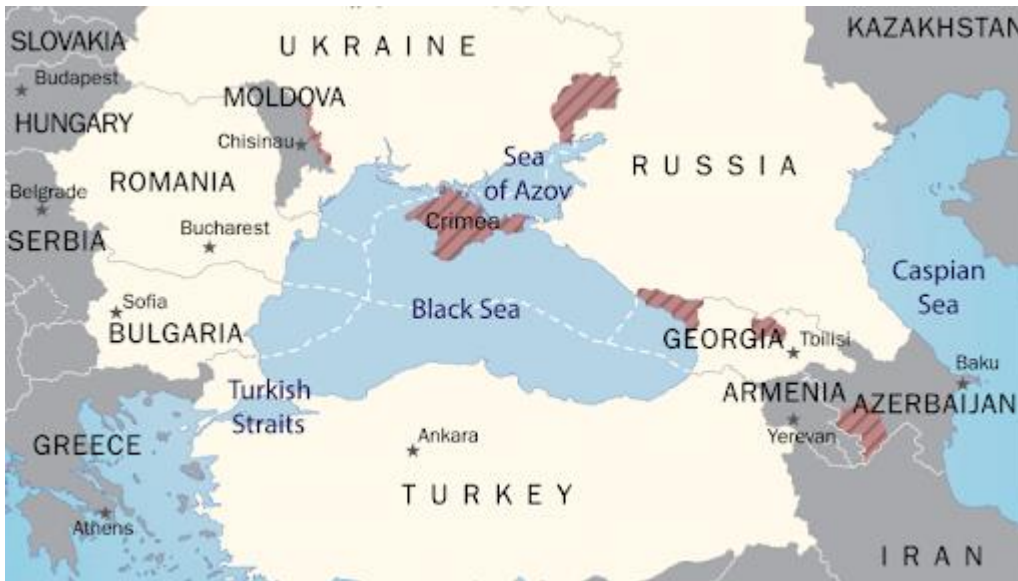 SLOVAKIA
UKRAINE
KAZAKHSTAN
Budapest
MOLDOVA
HUNGARY
Chisinau
Sea
of Azov
RUSSIA
ROMANIA
Belgrade
Bucharest
Crimea
SERBIA
Caspian
Sea
Sofia
Black Sea
BULGARIA
GEORGIA
Tbilisi
Baku
Turkish
Straits
ARMENIA
AZERBAIJAN
GREECE
Ankara
Yerevan
TURKEY
Athens
IRAN